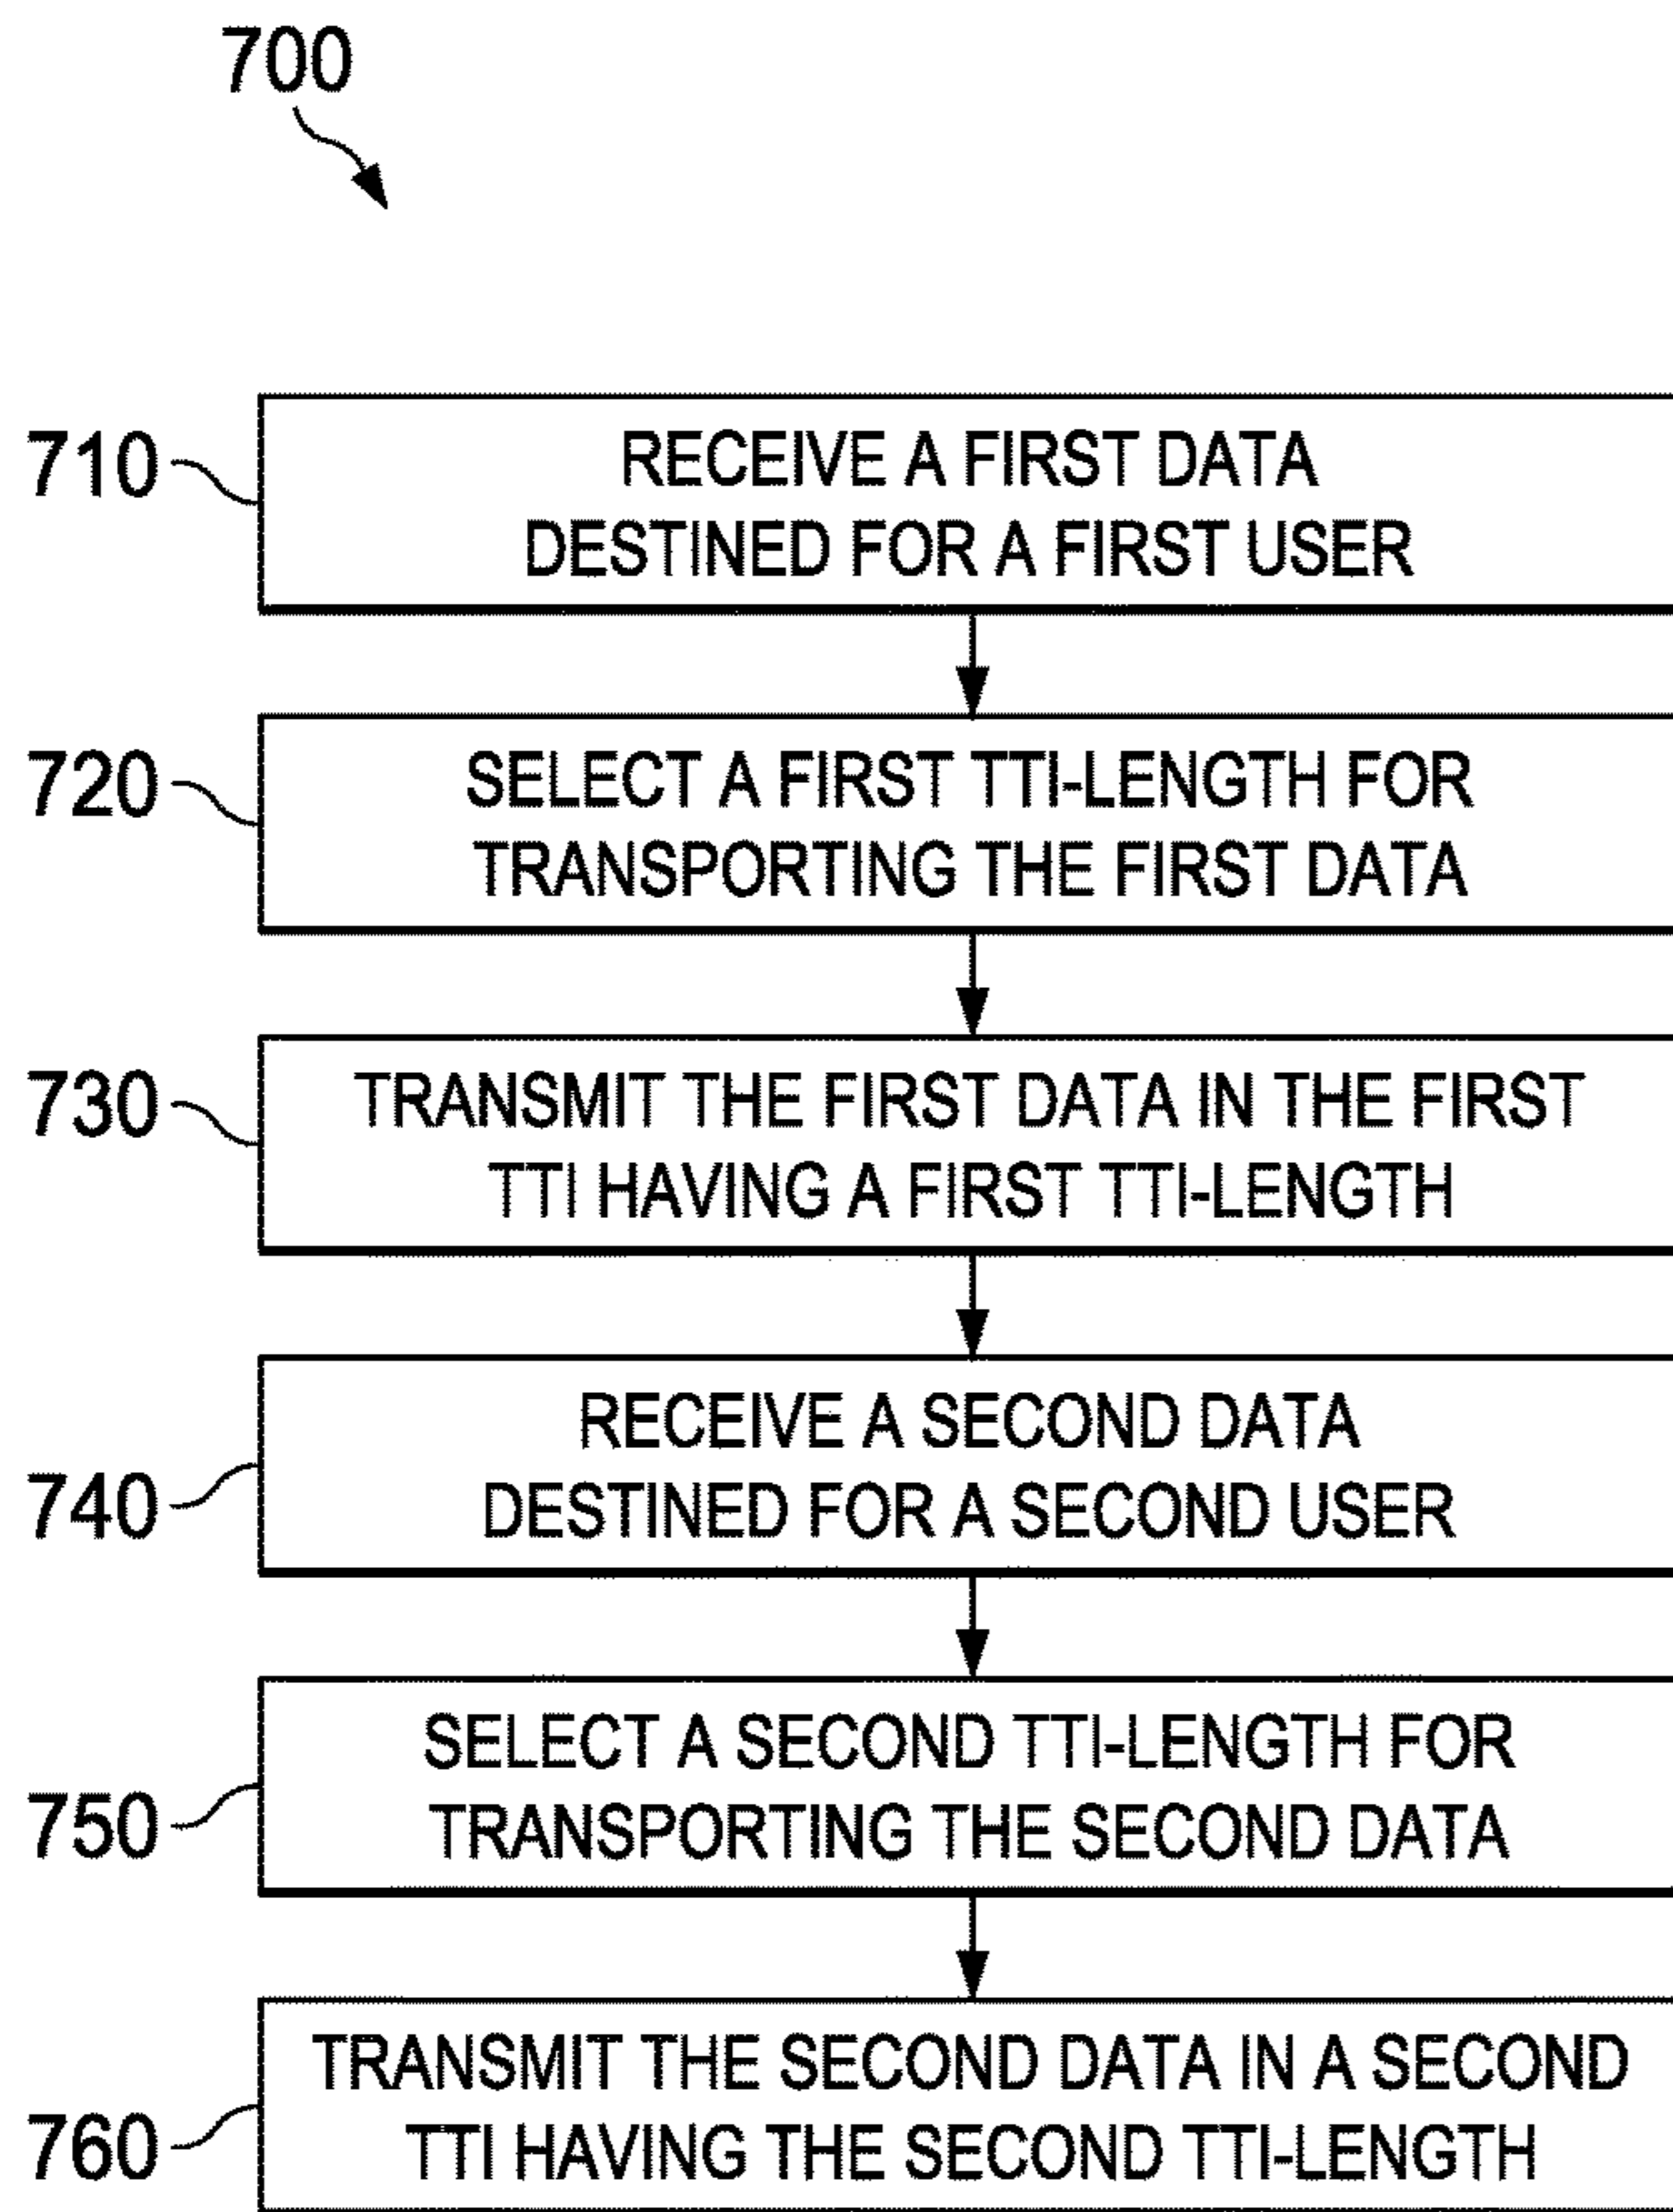 700
710
RECEIVE A FIRST DATA
DESTINED FOR A FIRST USER
720
SELECT A FIRST TTI-LENGTH FOR
TRANSPORTING THE FIRST DATA
730
TRANSMIT THE FIRST DATA IN THE FIRST
TTI HAVING A FIRST TTI-LENGTH
740
RECEIVE A SECOND DATA
DESTINED FOR A SECOND USER
750
SELECT A SECOND TTI-LENGTH FOR
TRANSPORTING THE SECOND DATA
760
TRANSMIT THE SECOND DATA IN A SECOND
TTI HAVING THE SECOND TTI-LENGTH